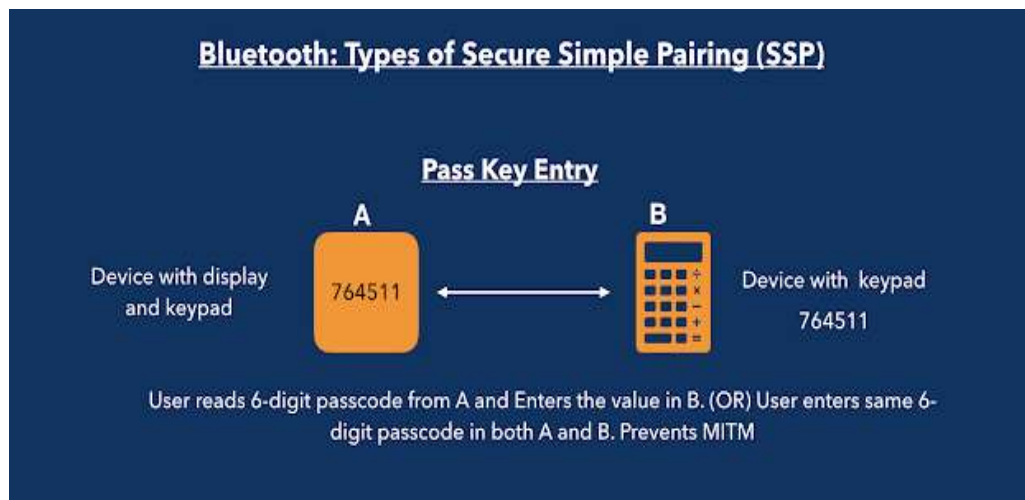 Bluetooth: Types of Secure Simple Pairing (SSP)
Pass Key Entry
A
B
Device with display
and keypad
764511
÷
×
−
+
=
Device with keypad
764511
User reads 6-digit passcode from A and Enters the value in B. (OR) User enters same 6-
digit passcode in both A and B. Prevents MITM